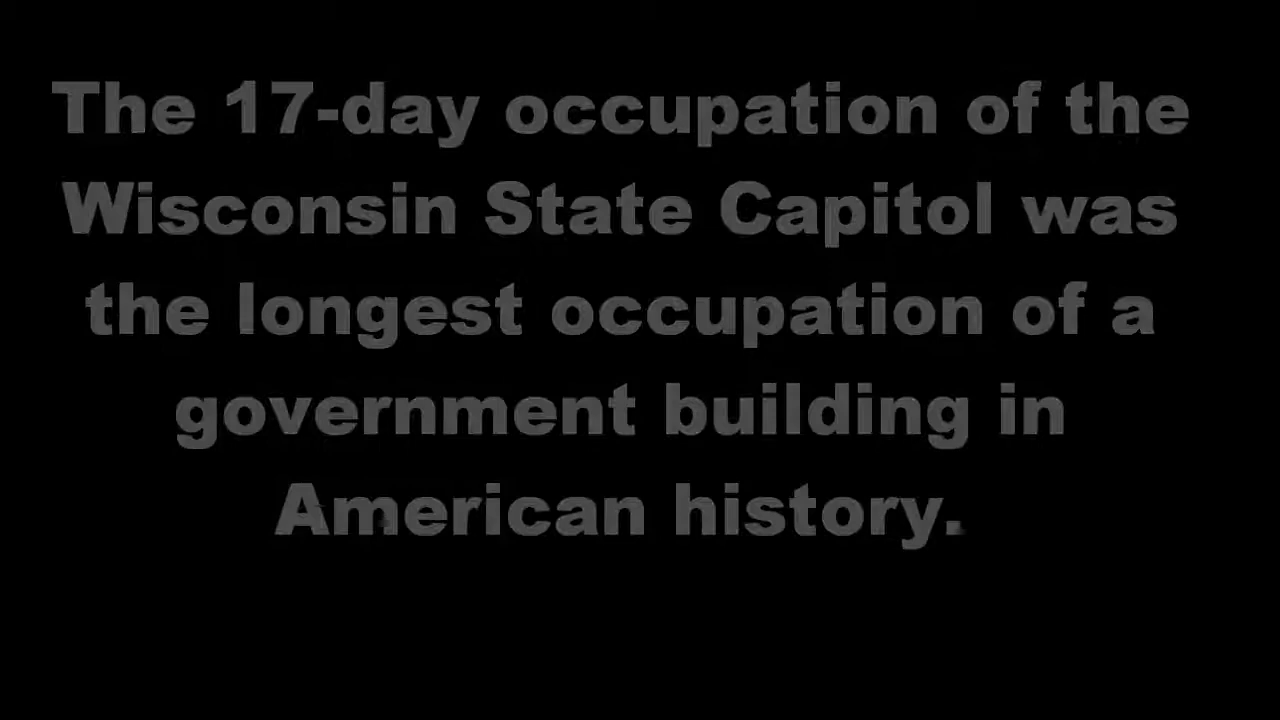 The 17-day occupation of the
Wisconsin State Capitol was
the longest occupation of a
government building in
American history.